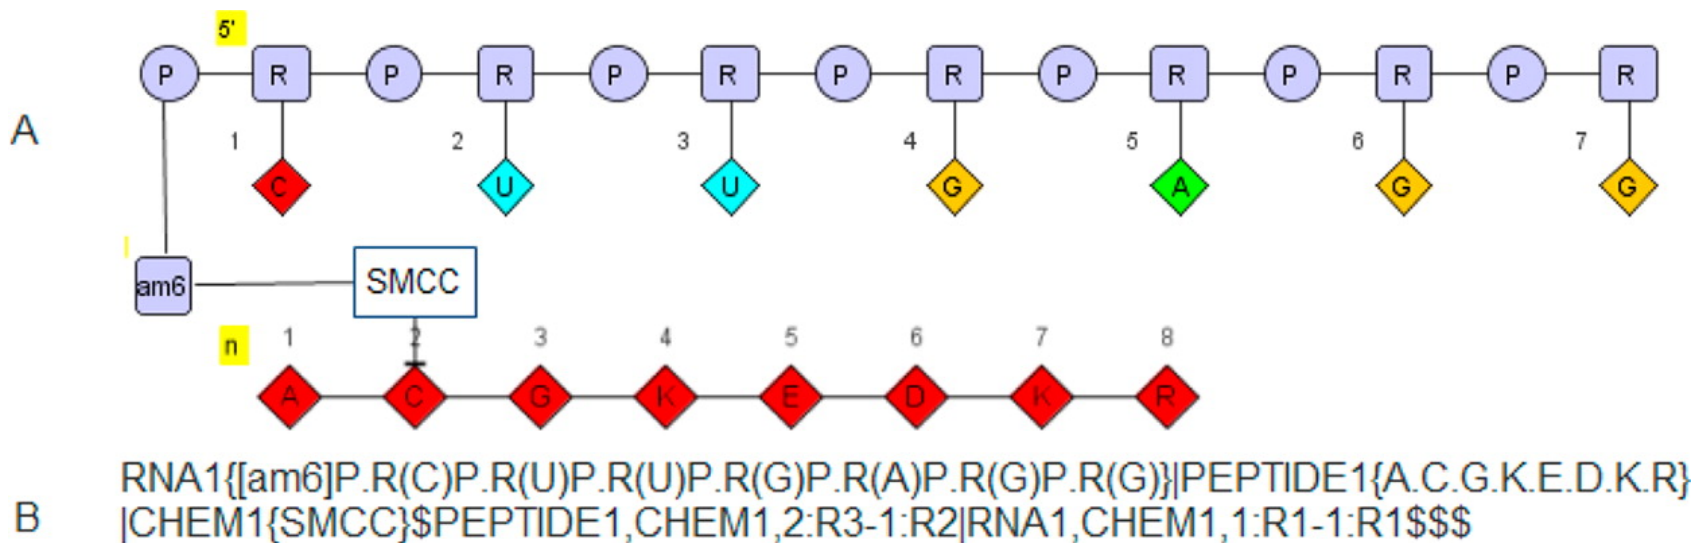 5'
P R P R P R P R P R P R P R
A
1 2 3 4 5 6 7
C U U G A G G
am6 SMCC
n 1 2 3 4 5 6 7 8
A C G K E D K R
B
RNA1{[am6]P.R(C)P.R(U)P.R(U)P.R(G)P.R(A)P.R(G)P.R(G)}|PEPTIDE1{A.C.G.K.E.D.K.R}
|CHEM1{SMCC}$PEPTIDE1,CHEM1,2:R3-1:R2|RNA1,CHEM1,1:R1-1:R1$$$